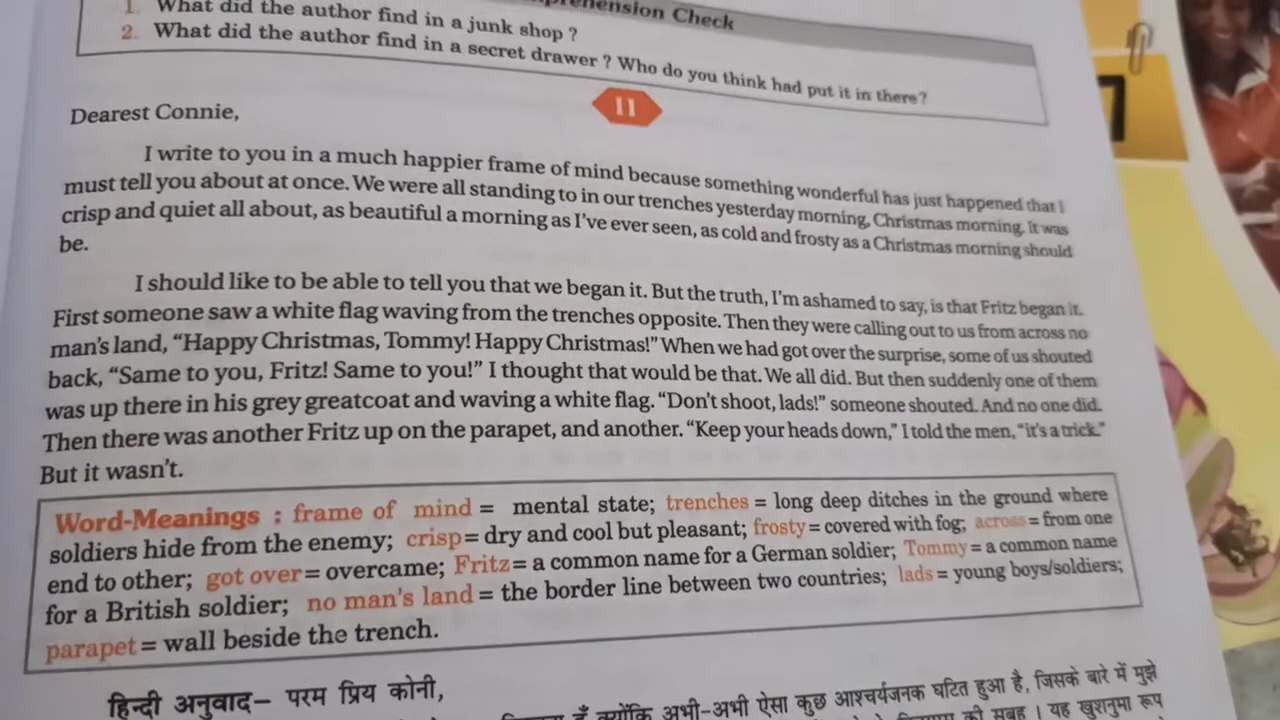 Comprehension Check
1. What did the author find in a junk shop ?
2. What did the author find in a secret drawer ? Who do you think had put it in there?
II
Dearest Connie,
I write to you in a much happier frame of mind because something wonderful has just happened that I
must tell you about at once. We were all standing to in our trenches yesterday morning, Christmas morning. It was
crisp and quiet all about, as beautiful a morning as I've ever seen, as cold and frosty as a Christmas morning should
be.
I should like to be able to tell you that we began it. But the truth, I'm ashamed to say, is that Fritz began it.
First someone saw a white flag waving from the trenches opposite. Then they were calling out to us from across no
man's land, “Happy Christmas, Tommy! Happy Christmas!” When we had got over the surprise, some of us shouted
back, “Same to you, Fritz! Same to you!” I thought that would be that. We all did. But then suddenly one of them
was up there in his grey greatcoat and waving a white flag. “Don't shoot, lads!” someone shouted. And no one did.
Then there was another Fritz up on the parapet, and another. “Keep your heads down,” I told the men, “it's a trick.”
But it wasn't.
Word-Meanings : frame of mind = mental state; trenches = long deep ditches in the ground where
soldiers hide from the enemy; crisp = dry and cool but pleasant; frosty = covered with fog; across = from one
end to other; got over = overcame; Fritz = a common name for a German soldier; Tommy = a common name
for a British soldier; no man's land = the border line between two countries; lads = young boys/soldiers;
parapet = wall beside the trench.
हिन्दी अनुवाद– परम प्रिय कोनी,
हूँ क्योंकि अभी-अभी ऐसा कुछ आश्चर्यजनक घटित हुआ है, जिसके बारे में मुझे
की सुबह । यह खुशनुमा रूप